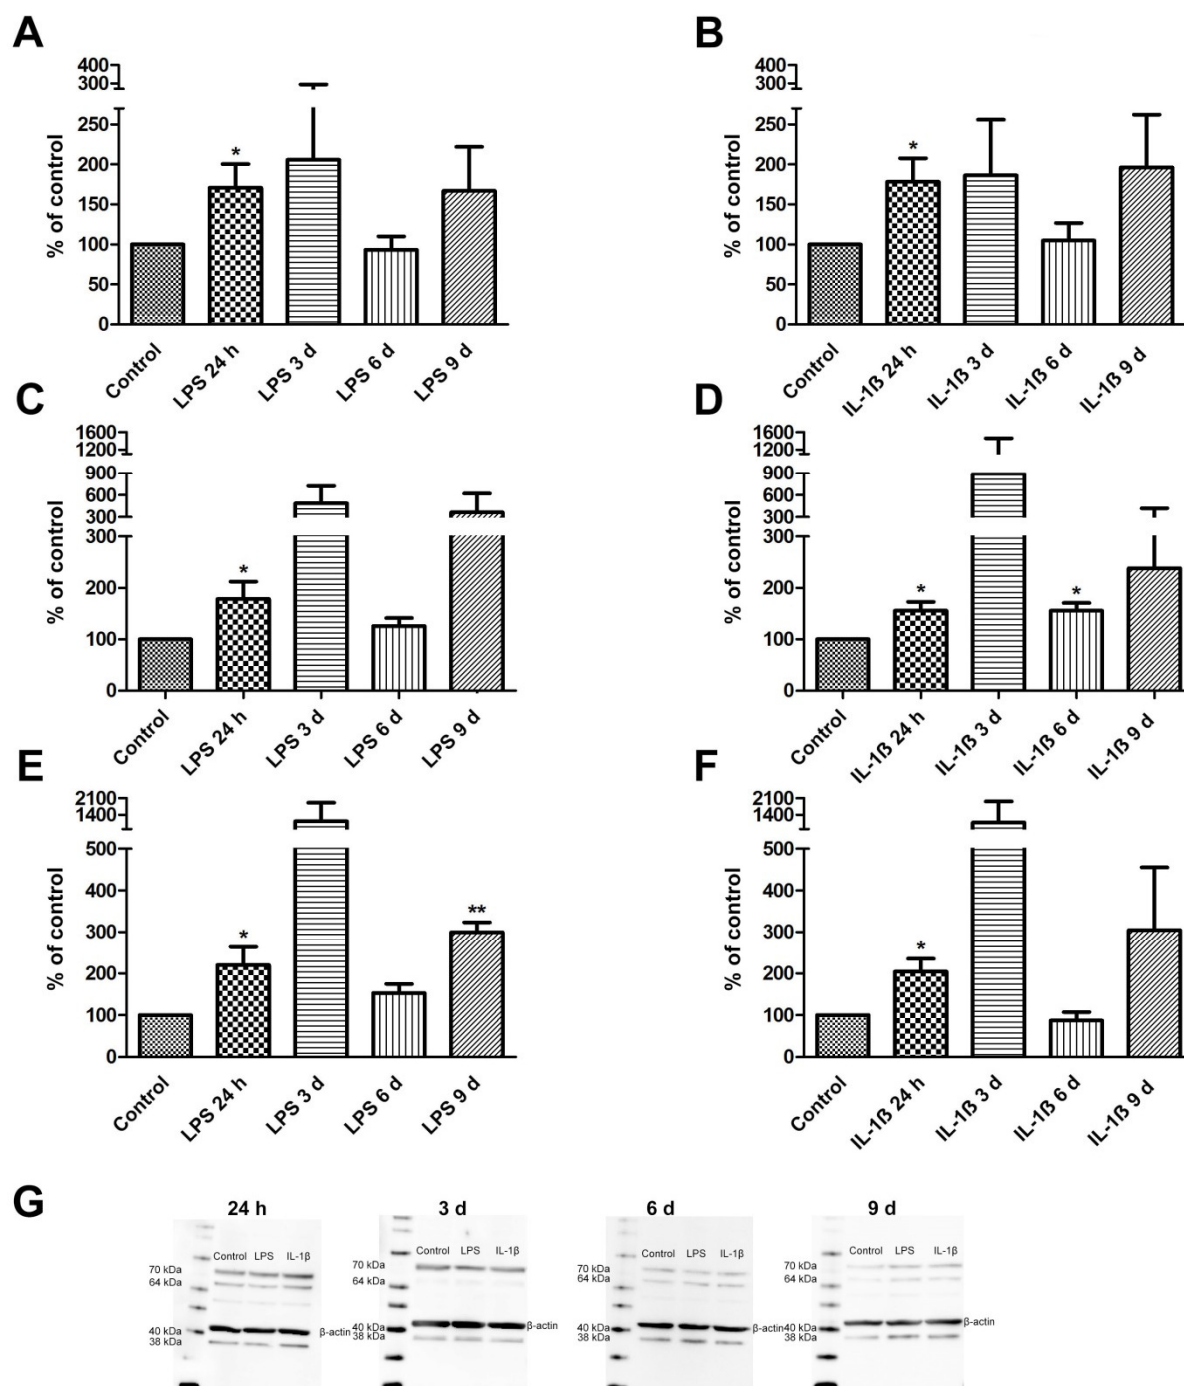 A
400
300
250
200
150
100
50
0
% of control
*
Control
LPS 24 h
LPS 3 d
LPS 6 d
LPS 9 d
B
400
300
250
200
150
100
50
0
% of control
*
Control
IL-1ß 24 h
IL-1ß 3 d
IL-1ß 6 d
IL-1ß 9 d
C
1600
1200
900
600
300
300
200
100
0
% of control
*
Control
LPS 24 h
LPS 3 d
LPS 6 d
LPS 9 d
D
1600
1200
900
600
300
300
200
100
0
% of control
*
*
Control
IL-1ß 24 h
IL-1ß 3 d
IL-1ß 6 d
IL-1ß 9 d
E
2100
1400
500
400
300
200
100
0
% of control
*
**
Control
LPS 24 h
LPS 3 d
LPS 6 d
LPS 9 d
F
2100
1400
500
400
300
200
100
0
% of control
*
Control
IL-1ß 24 h
IL-1ß 3 d
IL-1ß 6 d
IL-1ß 9 d
G
24 h
Control LPS IL-1β
70 kDa
64 kDa
40 kDa
38 kDa
β-actin
3 d
Control LPS IL-1β
70 kDa
64 kDa
40 kDa
38 kDa
β-actin
6 d
Control LPS IL-1β
70 kDa
64 kDa
40 kDa
38 kDa
β-actin
9 d
Control LPS IL-1β
70 kDa
64 kDa
40 kDa
38 kDa
β-actin